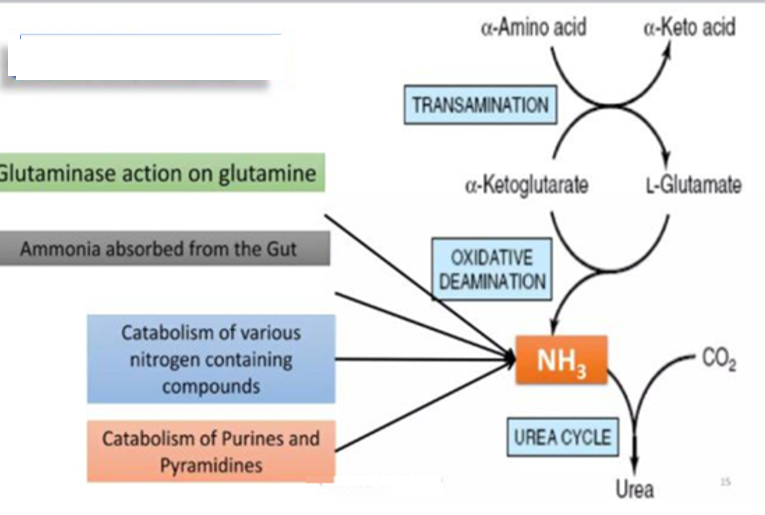 α-Amino acid
α-Keto acid
TRANSAMINATION
Glutaminase action on glutamine
α-Ketoglutarate
L-Glutamate
Ammonia absorbed from the Gut
OXIDATIVE
DEAMINATION
Catabolism of various
nitrogen containing
compounds
NH₃
CO₂
Catabolism of Purines and
Pyramidines
UREA CYCLE
Urea
15